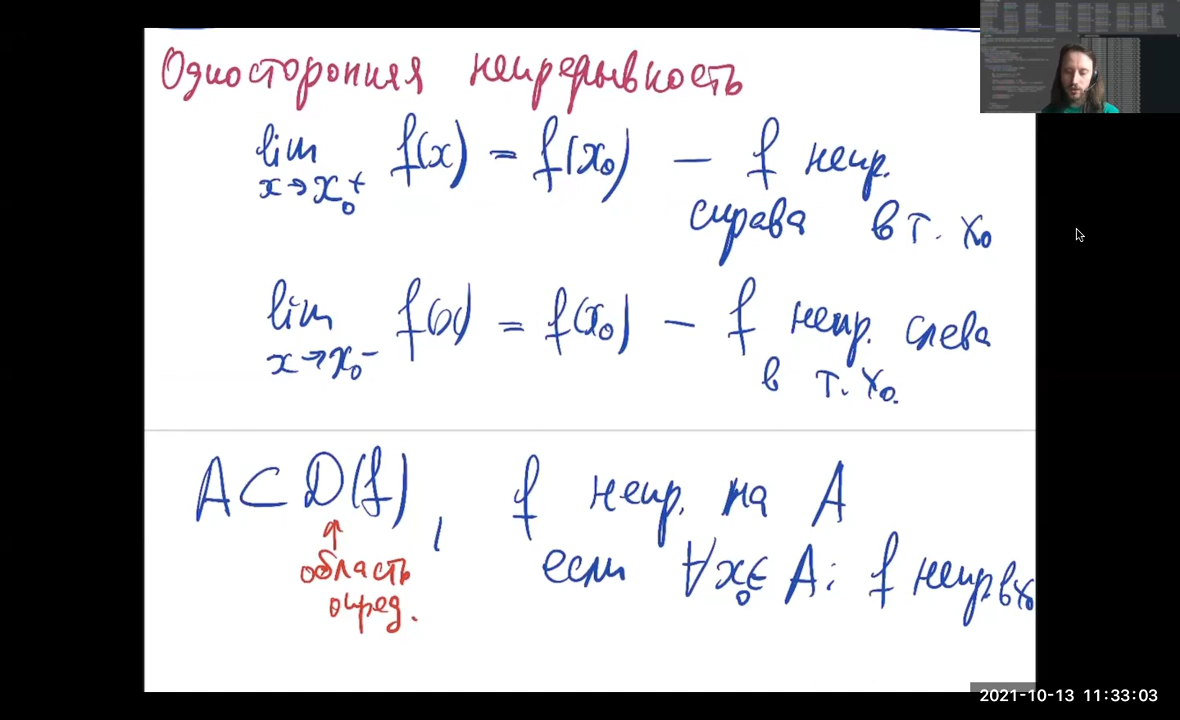 Односторонняя непрерывность
lim f(x) = f(x₀) — f непр.
x→x₀+
справа в т. x₀
lim f(x) = f(x₀) — f непр. слева
x→x₀−
в т. x₀.
A⊂D(f), f непр. на A
область
опред.
если ∀x₀∈A: f непр в x₀
2021-10-13 11:33:03